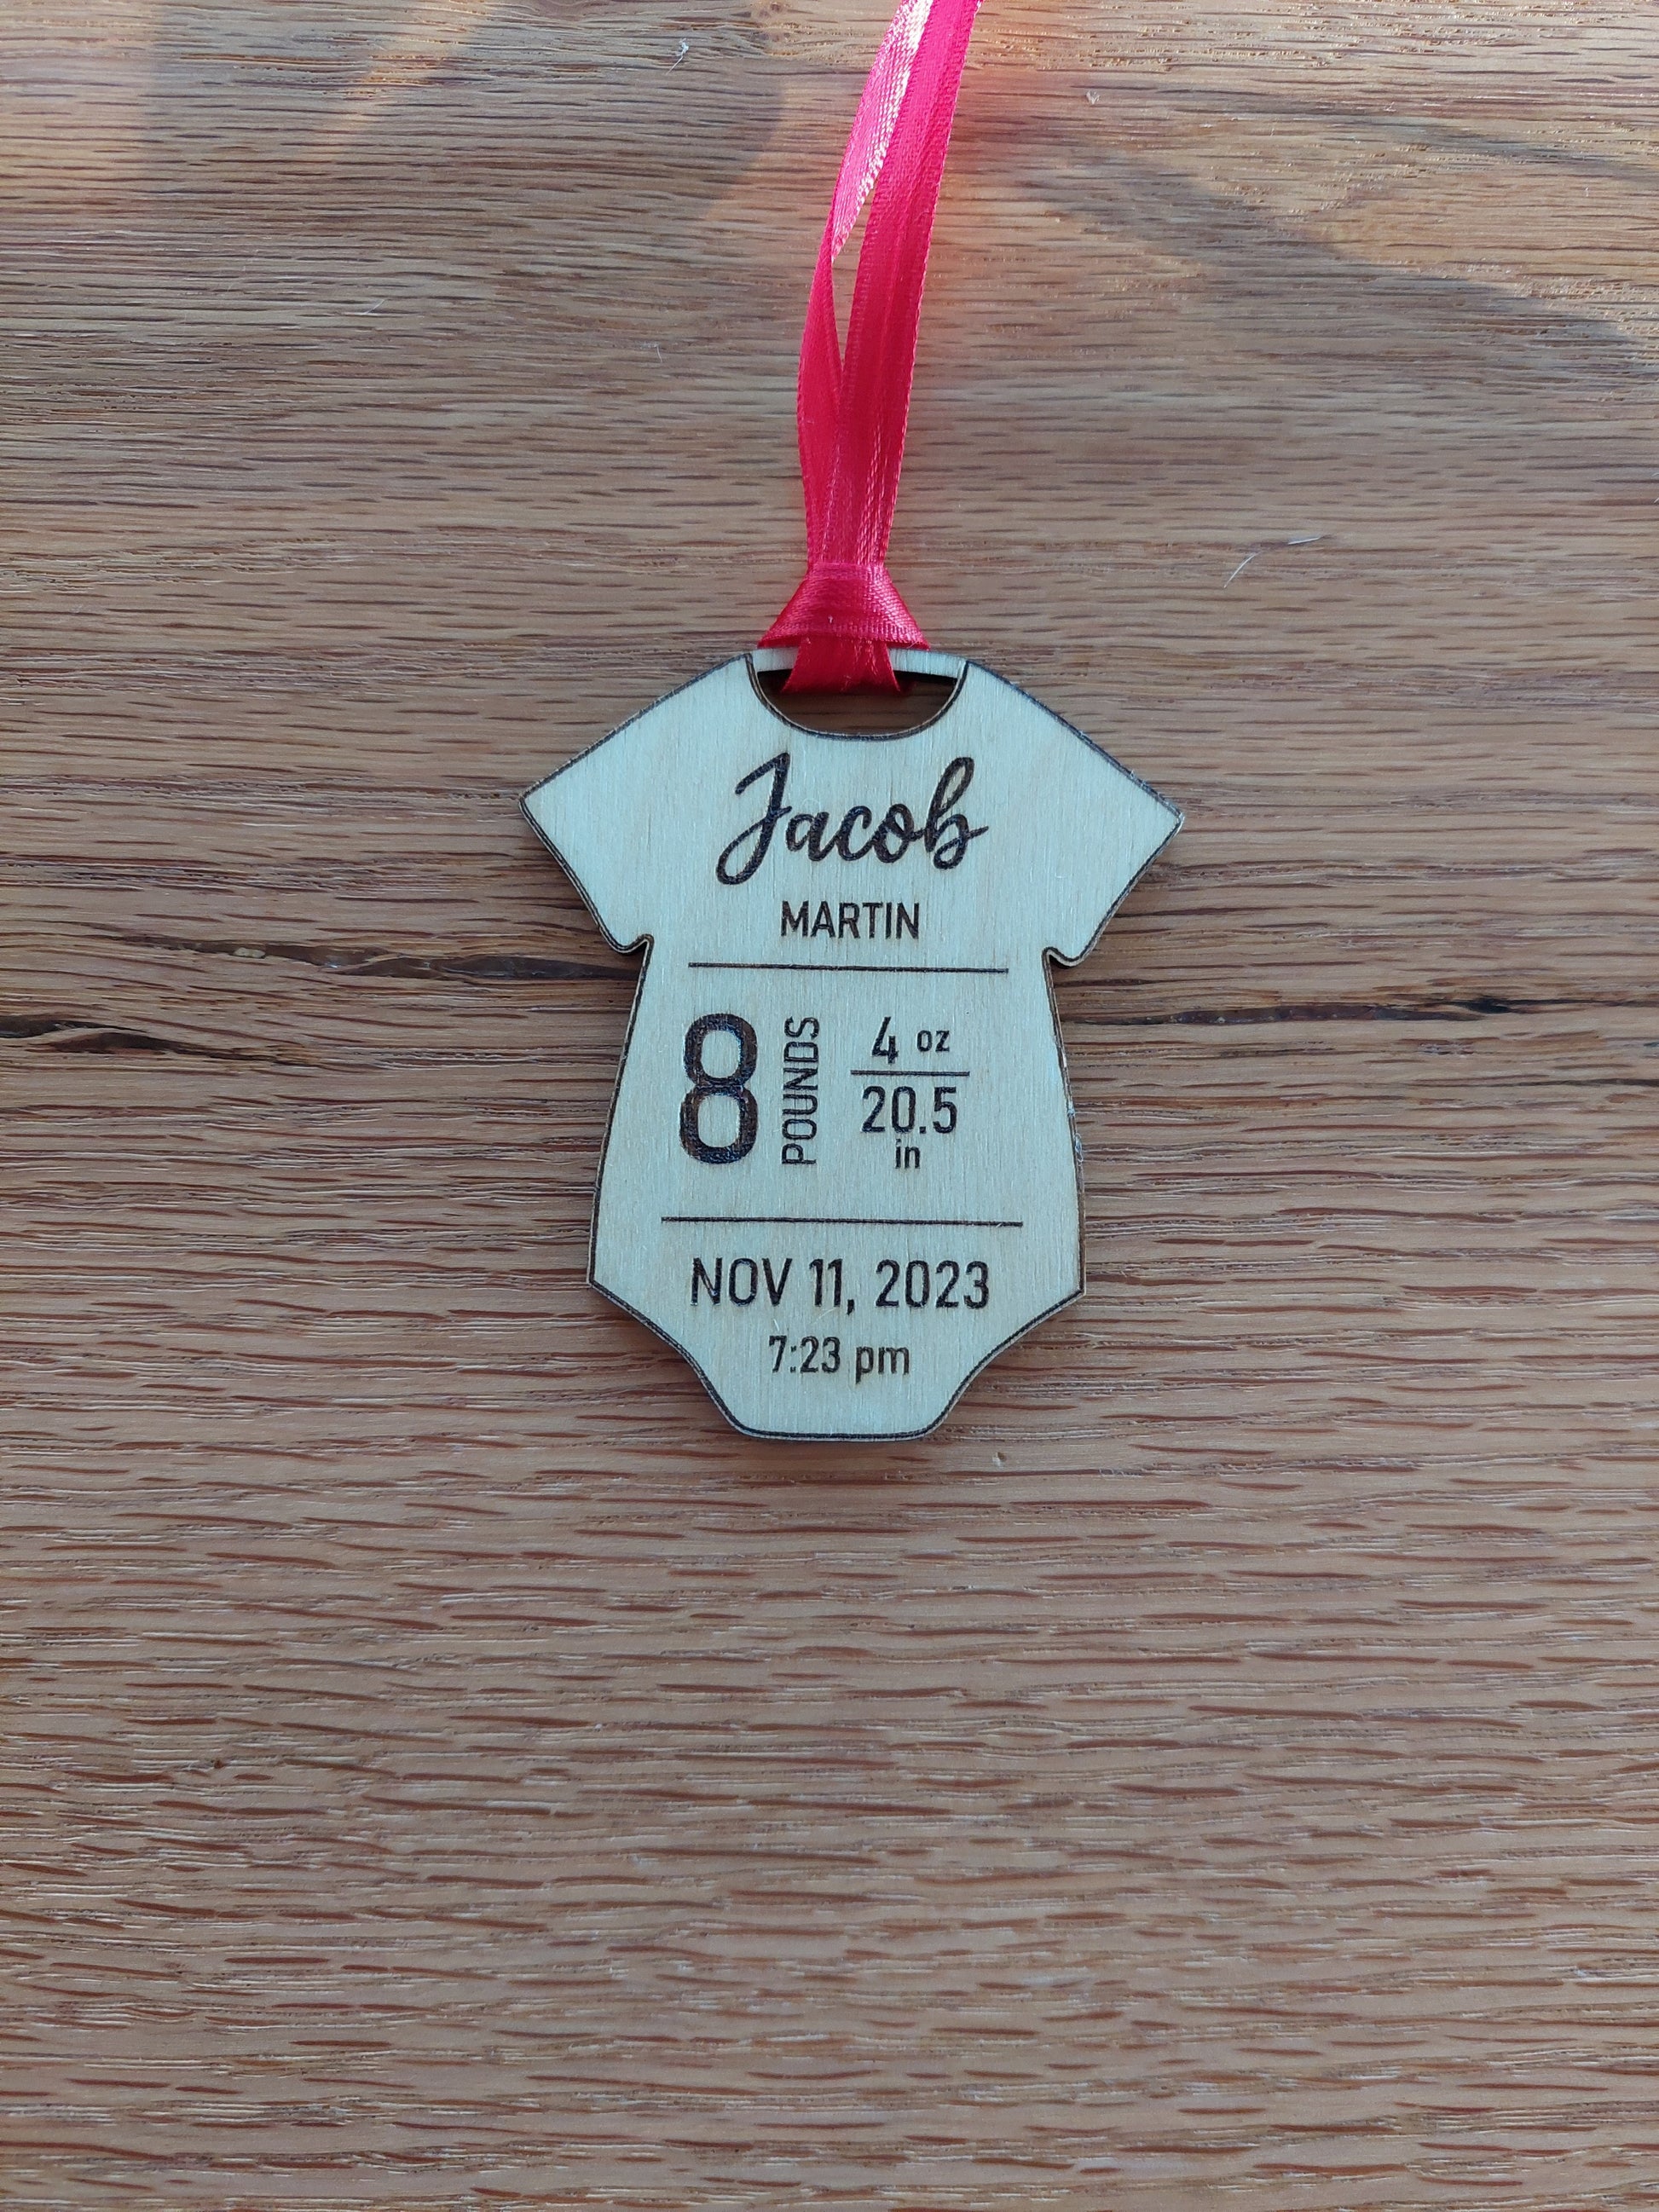 Jacob
MARTIN
8 POUNDS
4 oz
20.5
in
NOV 11, 2023
7:23 pm